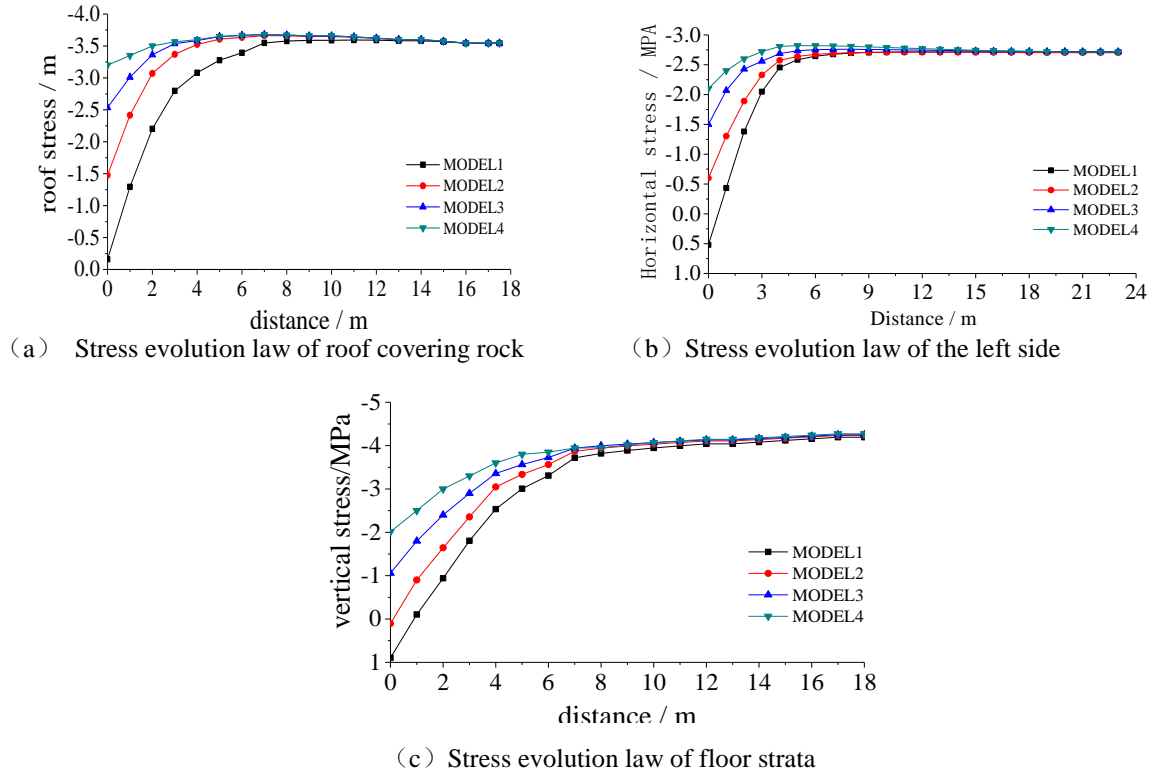 -4.0
-3.5
-3.0
-2.5
-2.0
-1.5
-1.0
-0.5
0.0
roof stress / m
MODEL1
MODEL2
MODEL3
MODEL4
0 2 4 6 8 10 12 14 16 18
distance / m
（a） Stress evolution law of roof covering rock
-3.0
-2.5
-2.0
-1.5
-1.0
-0.5
0.0
0.5
1.0
Horizontal stress / MPA
MODEL1
MODEL2
MODEL3
MODEL4
0 3 6 9 12 15 18 21 24
Distance / m
（b）Stress evolution law of the left side
-5
-4
-3
-2
-1
0
1
vertical stress/MPa
MODEL1
MODEL2
MODEL3
MODEL4
0 2 4 6 8 10 12 14 16 18
distance / m
（c）Stress evolution law of floor strata